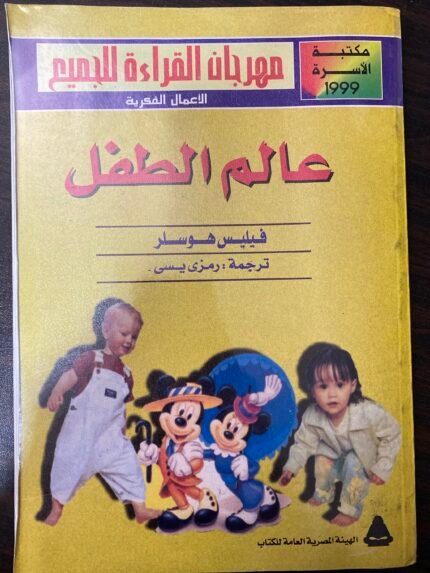 مكتبة
الأسرة
1999
مهرجان القراءة للجميع
الأعمال الفكرية
عالم الطفل
فيليس هوسلر
ترجمة: رمزى يسى.
الهيئة المصرية العامة للكتاب